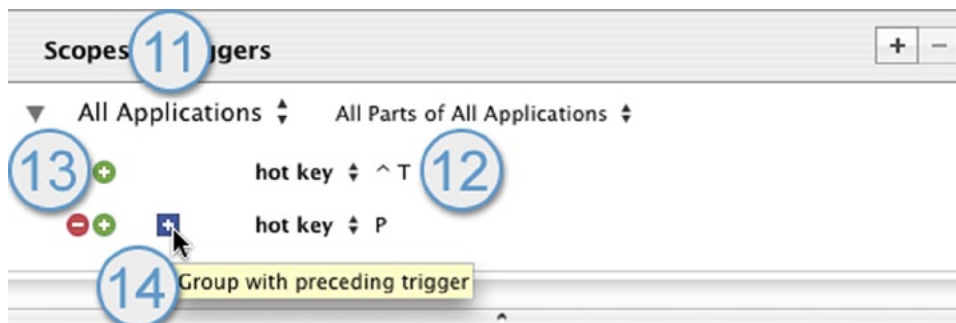 Scopes 11 ggers + −
All Applications All Parts of All Applications
13 hot key ^ T 12
hot key P
14 Group with preceding trigger